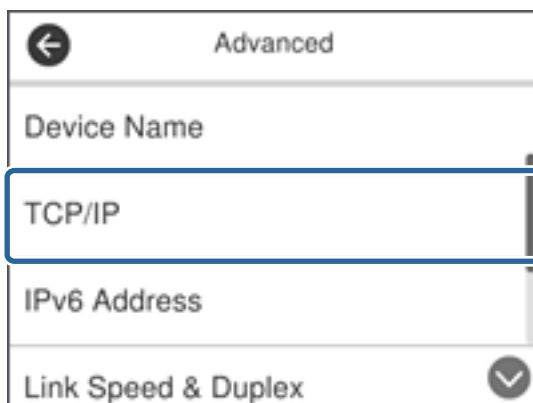 Advanced
Device Name
TCP/IP
IPv6 Address
Link Speed & Duplex